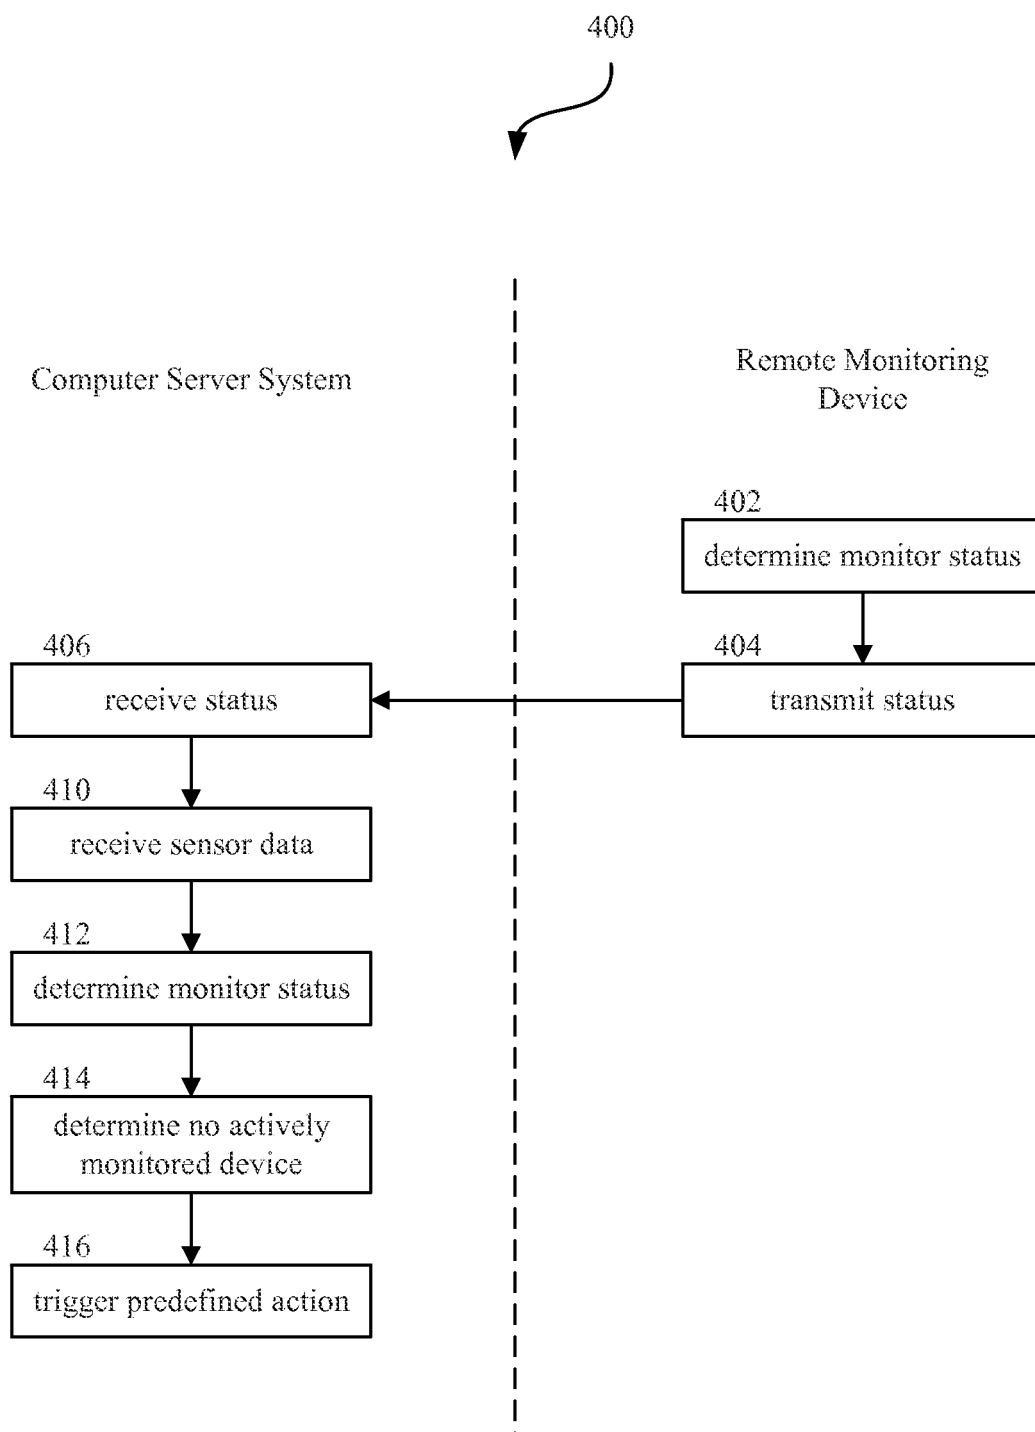 400
Computer Server System
Remote Monitoring
Device
402
determine monitor status
406
receive status
404
transmit status
410
receive sensor data
412
determine monitor status
414
determine no actively
monitored device
416
trigger predefined action